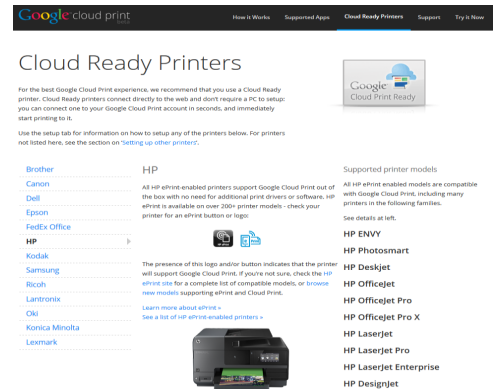 Google cloud print
beta
How it Works Supported Apps Cloud Ready Printers Support Try it Now
Cloud Ready Printers
For the best Google Cloud Print experience, we recommend that you use a Cloud Ready
printer. Cloud Ready printers connect directly to the web and don't require a PC to setup:
you can connect one to your Google Cloud Print account in seconds, and immediately
start printing to it.
Use the setup tab for information on how to setup any of the printers below. For printers
not listed here, see the section on 'Setting up other printers'.
Google
Cloud Print Ready
Brother
Canon
Dell
Epson
FedEx Office
HP
Kodak
Samsung
Ricoh
Lantronix
Oki
Konica Minolta
Lexmark
HP
All HP ePrint-enabled printers support Google Cloud Print out of
the box with no need for additional print drivers or software. HP
ePrint is available on over 200+ printer models - check your
printer for an ePrint button or logo:
The presence of this logo and/or button indicates that the printer
will support Google Cloud Print. If you're not sure, check the HP
ePrint site for a complete list of compatible models, or browse
new models supporting ePrint and Cloud Print.
Learn more about ePrint »
See a list of HP ePrint-enabled printers »
Supported printer models
All HP ePrint enabled models are compatible
with Google Cloud Print, including many
printers in the following families.
See details at left.
HP ENVY
HP Photosmart
HP Deskjet
HP OfficeJet
HP OfficeJet Pro
HP OfficeJet Pro X
HP LaserJet
HP LaserJet Pro
HP LaserJet Enterprise
HP DesignJet